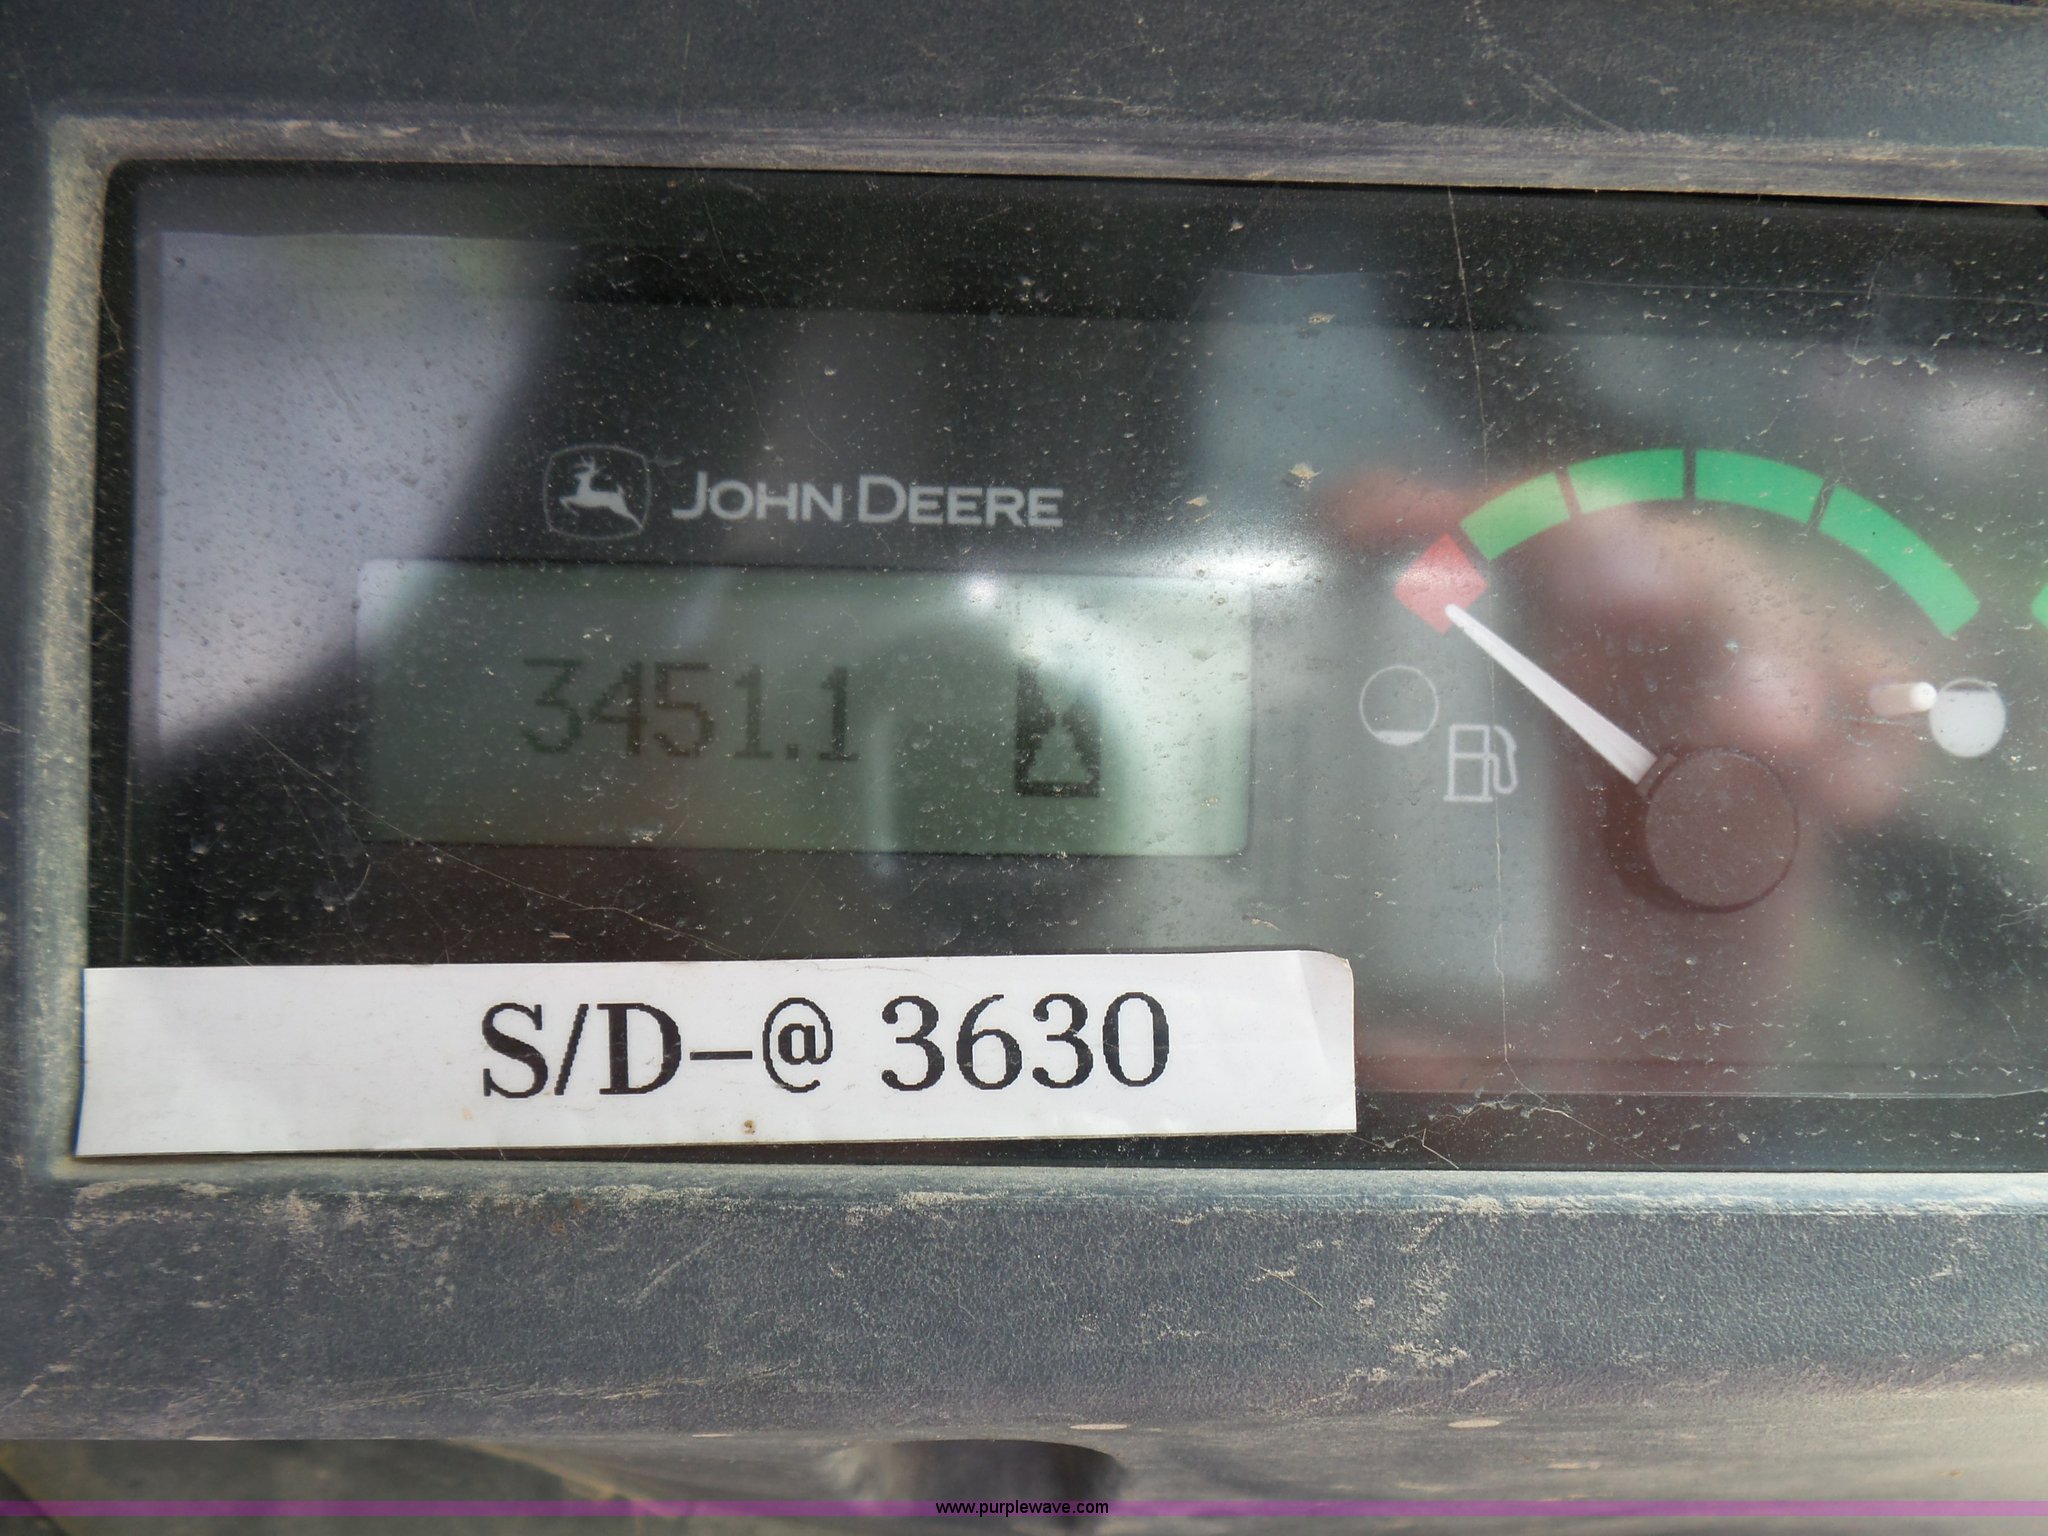 JOHN DEERE
3451.1
S/D-@ 3630
www.purplewave.com